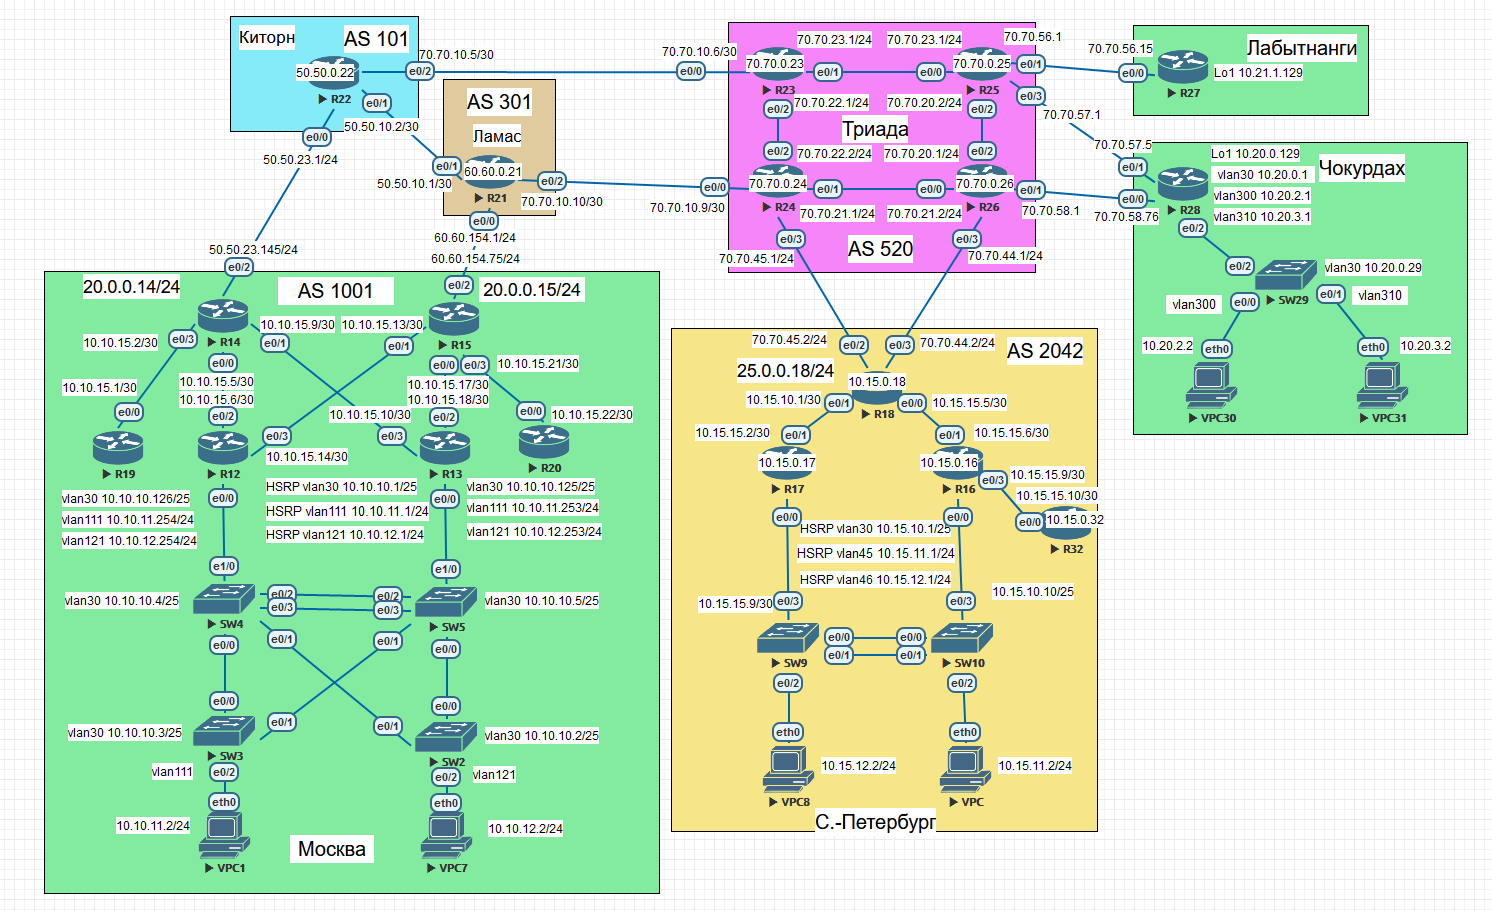 Киторн
AS 101
50.50.0.22
R22
e0/2
70.70.10.5/30
e0/1
50.50.10.2/30
e0/0
50.50.23.1/24
AS 301
Ламас
60.60.0.21
R21
e0/1
50.50.10.1/30
e0/2
70.70.10.10/30
e0/0
60.60.154.1/24
60.60.154.75/24
70.70.10.6/30
e0/0
70.70.0.23
R23
70.70.23.1/24
e0/1
70.70.23.1/24
e0/0
70.70.0.25
R25
70.70.56.1
e0/1
e0/3
70.70.57.1
e0/2
70.70.22.1/24
70.70.20.2/24
e0/2
Триада
e0/2
70.70.22.2/24
70.70.20.1/24
e0/2
e0/0
70.70.10.9/30
70.70.0.24
R24
e0/1
70.70.21.1/24
e0/0
70.70.21.2/24
70.70.0.26
R26
e0/1
70.70.58.1
e0/3
70.70.45.1/24
AS 520
e0/3
70.70.44.1/24
Лабытнанги
70.70.56.15
e0/0
R27
Lo1 10.21.1.129
Чокурдах
70.70.57.5
e0/1
e0/0
70.70.58.76
R28
Lo1 10.20.0.129
vlan30 10.20.0.1
vlan300 10.20.2.1
vlan310 10.20.3.1
e0/2
e0/2
SW29
vlan30 10.20.0.29
vlan300
e0/0
e0/1
vlan310
10.20.2.2
eth0
VPC30
eth0
10.20.3.2
VPC31
50.50.23.145/24
e0/2
20.0.0.14/24
AS 1001
20.0.0.15/24
e0/2
R14
R15
10.10.15.2/30
e0/3
10.10.15.9/30
e0/1
10.10.15.13/30
e0/1
e0/0
10.10.15.5/30
10.10.15.6/30
e0/2
e0/0
e0/3
10.10.15.21/30
10.10.15.17/30
10.10.15.18/30
e0/2
10.10.15.1/30
e0/0
R19
R12
e0/3
10.10.15.14/30
10.10.15.10/30
e0/3
R13
e0/0
10.10.15.22/30
R20
vlan30 10.10.10.126/25
vlan111 10.10.11.254/24
vlan121 10.10.12.254/24
e0/0
HSRP vlan30 10.10.10.1/25
HSRP vlan111 10.10.11.1/24
HSRP vlan121 10.10.12.1/24
e0/0
vlan30 10.10.10.125/25
vlan111 10.10.11.253/24
vlan121 10.10.12.253/24
e1/0
e1/0
vlan30 10.10.10.4/25
SW4
e0/2
e0/3
e0/2
e0/3
SW5
vlan30 10.10.10.5/25
e0/0
e0/1
e0/1
e0/0
e0/0
e0/1
e0/1
e0/0
vlan30 10.10.10.3/25
SW3
SW2
vlan30 10.10.10.2/25
vlan111
e0/2
e0/2
vlan121
eth0
eth0
10.10.11.2/24
VPC1
10.10.12.2/24
VPC7
Москва
70.70.45.2/24
e0/2
e0/3
70.70.44.2/24
AS 2042
25.0.0.18/24
10.15.0.18
R18
10.15.10.1/30
e0/1
e0/0
10.15.15.5/30
10.15.15.2/30
e0/1
e0/1
10.15.15.6/30
10.15.0.17
R17
10.15.0.16
R16
e0/3
10.15.15.9/30
10.15.15.10/30
e0/0
10.15.0.32
R32
e0/0
e0/0
HSRP vlan30 10.15.10.1/25
HSRP vlan45 10.15.11.1/24
HSRP vlan46 10.15.12.1/24
10.15.15.9/30
e0/3
e0/3
10.15.10.10/25
SW9
e0/0
e0/1
e0/0
e0/1
SW10
e0/2
e0/2
eth0
eth0
VPC8
10.15.12.2/24
VPC
10.15.11.2/24
С.-Петербург